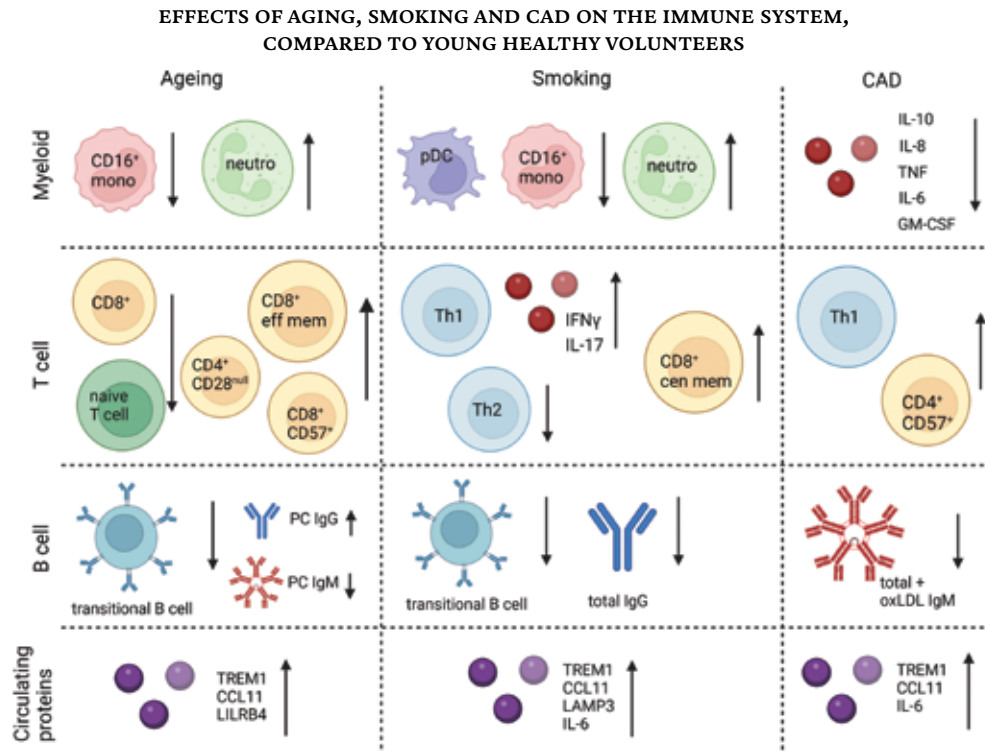 EFFECTS OF AGING, SMOKING AND CAD ON THE IMMUNE SYSTEM,
COMPARED TO YOUNG HEALTHY VOLUNTEERS
Ageing
Smoking
CAD
Myeloid
CD16⁺
mono
neutro
pDC
CD16⁺
mono
neutro
IL-10
IL-8
TNF
IL-6
GM-CSF
T cell
CD8⁺
naive
T cell
CD4⁺
CD28ⁿᵘˡˡ
CD8⁺
eff mem
CD8⁺
CD57⁺
Th1
IFNγ
IL-17
Th2
CD8⁺
cen mem
Th1
CD4⁺
CD57⁺
B cell
transitional B cell
PC IgG
PC IgM
transitional B cell
total IgG
total +
oxLDL IgM
Circulating
proteins
TREM1
CCL11
LILRB4
TREM1
CCL11
LAMP3
IL-6
TREM1
CCL11
IL-6